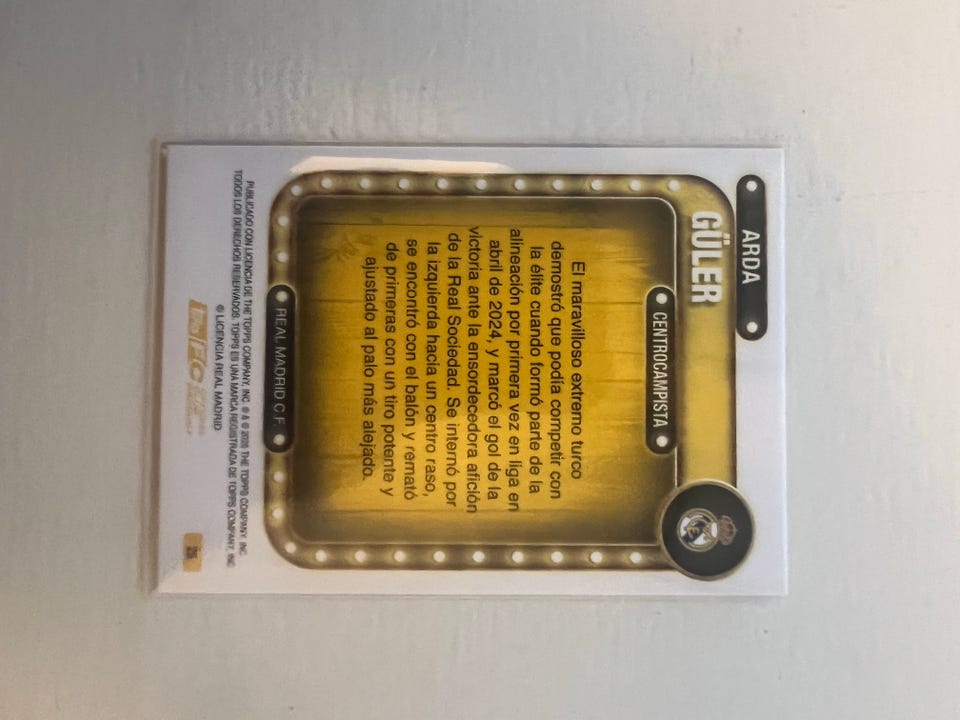 ARDA
GÜLER
CENTROCAMPISTA
El maravilloso extremo turco
demostró que podía competir con
la élite cuando formó parte de la
alineación por primera vez en liga en
abril de 2024, y marcó el gol de la
victoria ante la ensordecedora afición
de la Real Sociedad. Se internó por
la izquierda hacia un centro raso,
se encontró con el balón y remató
de primeras con un tiro potente y
ajustado al palo más alejado.
REAL MADRID C.F.
PUBLICADO CON LICENCIA DE THE TOPPS COMPANY, INC. ® & © 2025 THE TOPPS COMPANY, INC.
TODOS LOS DERECHOS RESERVADOS. TOPPS ES UNA MARCA REGISTRADA DE TOPPS COMPANY, INC
© LICENCIA REAL MADRID